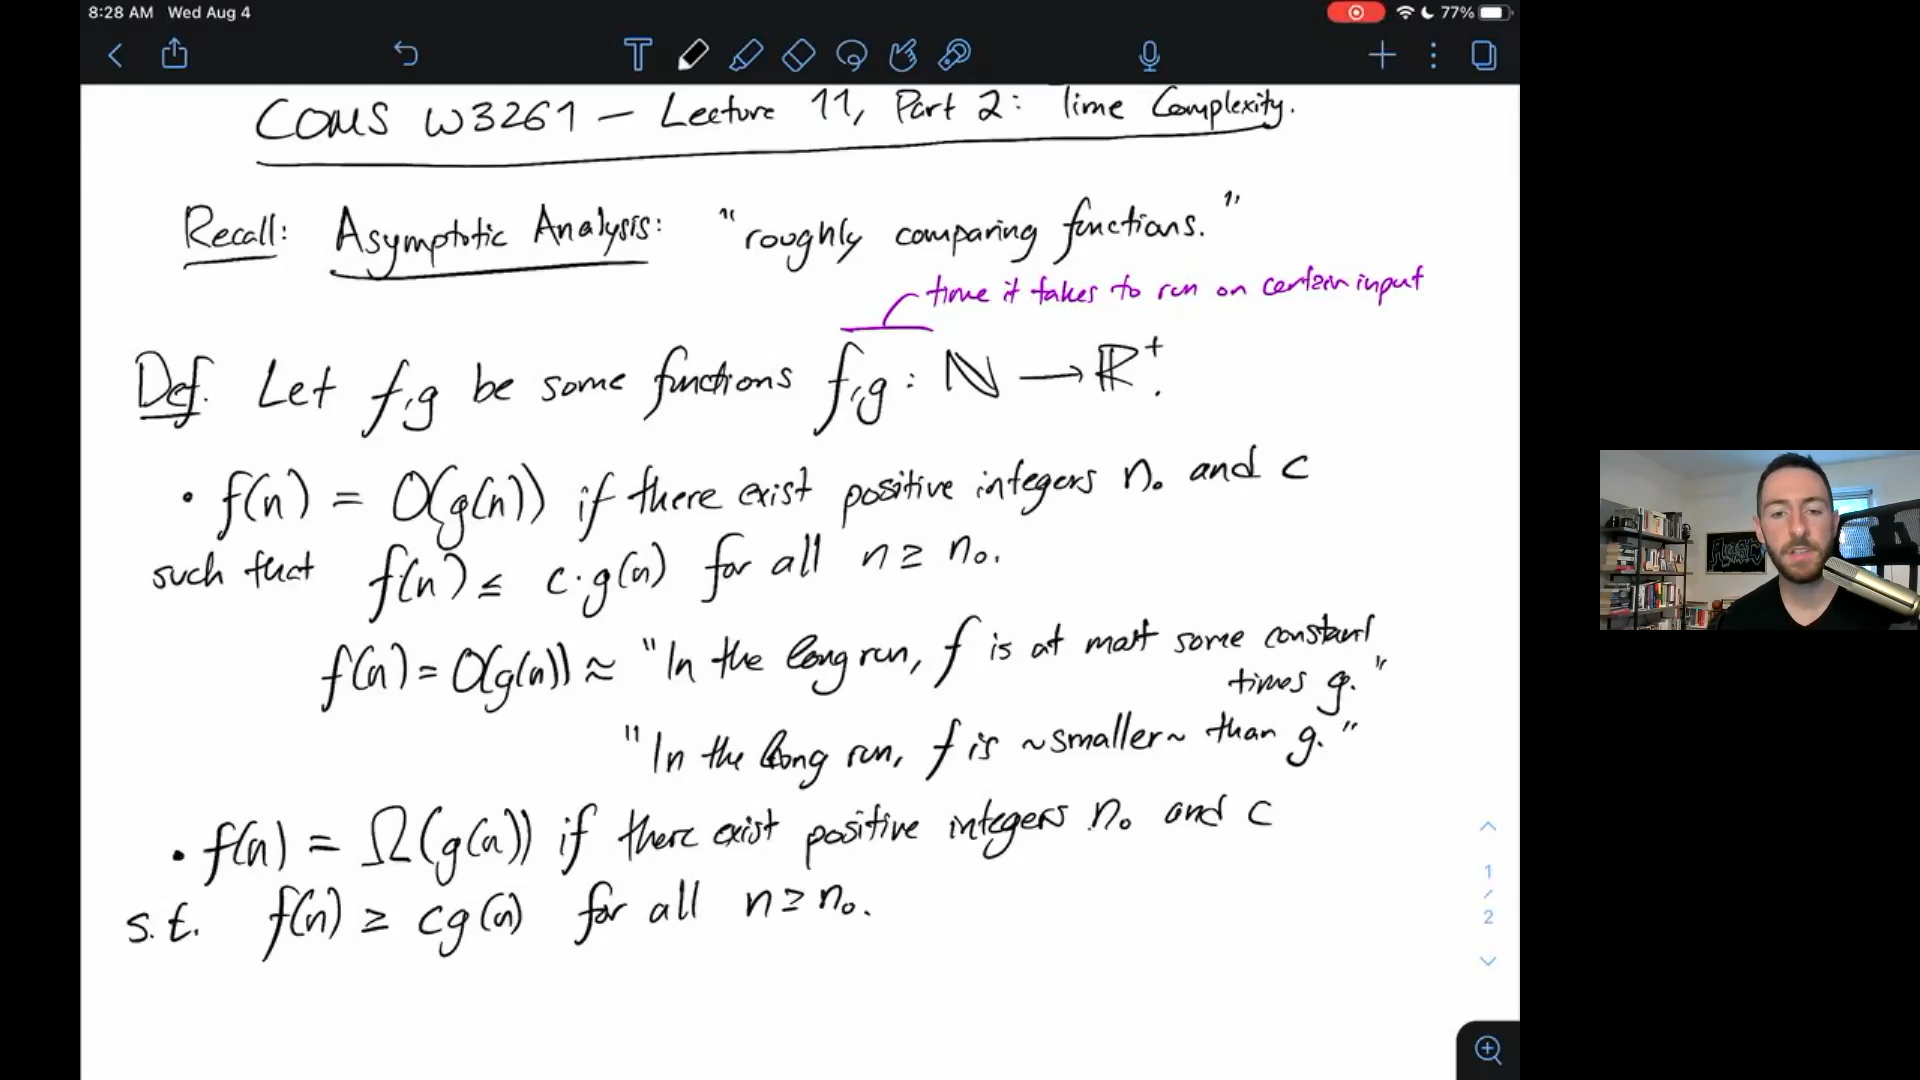 8:28 AM Wed Aug 4
77%
COMS W3261 — Lecture 11, Part 2: Time Complexity.
Recall: Asymptotic Analysis: "roughly comparing functions."
time it takes to run on certain input
Def. Let f,g be some functions f,g : ℕ → ℝ⁺.
• f(n) = O(g(n)) if there exist positive integers n₀ and c
such that f(n) ≤ c·g(n) for all n ≥ n₀.
f(n) = O(g(n)) ≈ "In the long run, f is at most some constant
times g."
"In the long run, f is ~smaller~ than g."
• f(n) = Ω(g(n)) if there exist positive integers n₀ and c
s.t. f(n) ≥ cg(n) for all n ≥ n₀.
1
/
2